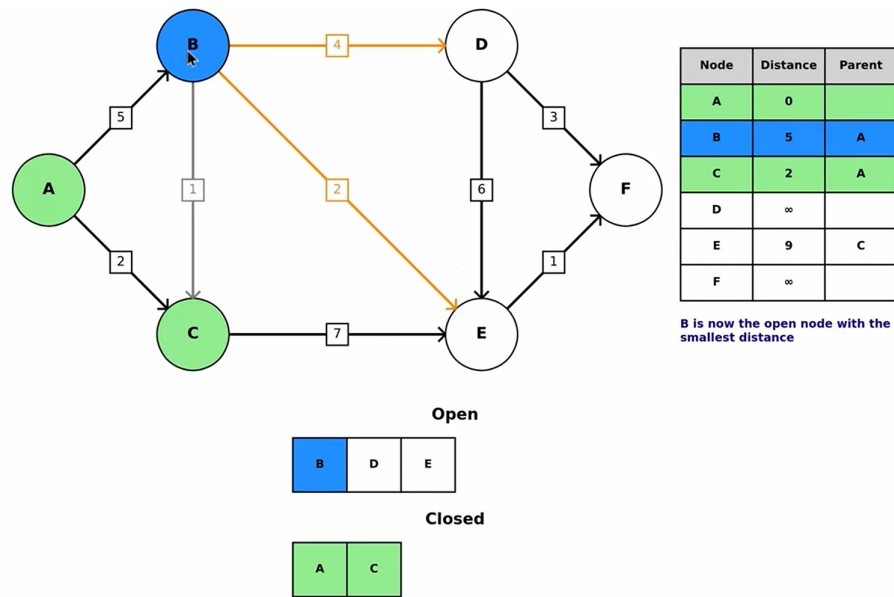 B
4
D
5
3
A
1
2
6
F
2
1
C
7
E
Node Distance Parent
A 0
B 5 A
C 2 A
D ∞
E 9 C
F ∞
B is now the open node with the
smallest distance
Open
B D E
Closed
A C